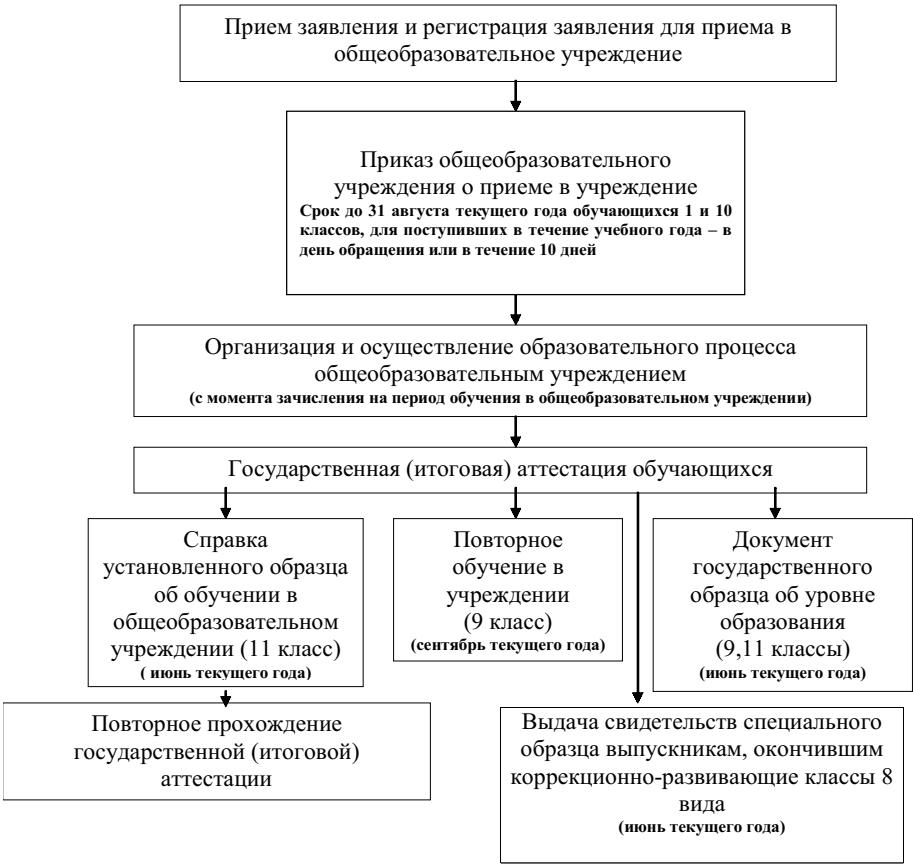 Прием заявления и регистрация заявления для приема в
общеобразовательное учреждение
Приказ общеобразовательного
учреждения о приеме в учреждение
Срок до 31 августа текущего года обучающихся 1 и 10
классов, для поступивших в течение учебного года – в
день обращения или в течение 10 дней
Организация и осуществление образовательного процесса
общеобразовательным учреждением
(с момента зачисления на период обучения в общеобразовательном учреждении)
Государственная (итоговая) аттестация обучающихся
Справка
установленного образца
об обучении в
общеобразовательном
учреждении (11 класс)
( июнь текущего года)
Повторное
обучение в
учреждении
(9 класс)
(сентябрь текущего года)
Документ
государственного
образца об уровне
образования
(9,11 классы)
(июнь текущего года)
Повторное прохождение
государственной (итоговой)
аттестации
Выдача свидетельств специального
образца выпускникам, окончившим
коррекционно-развивающие классы 8
вида
(июнь текущего года)